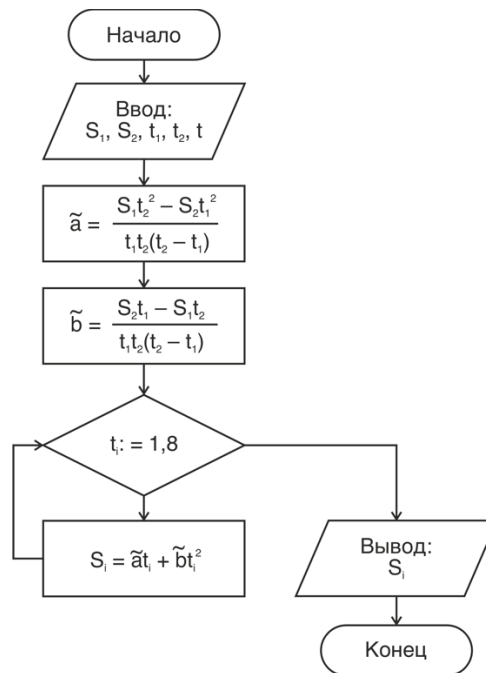 Начало
Ввод:
S₁, S₂, t₁, t₂, t
ã = (S₁t₂² – S₂t₁²) / (t₁t₂(t₂ – t₁))
b̃ = (S₂t₁ – S₁t₂) / (t₁t₂(t₂ – t₁))
tᵢ: = 1,8
Sᵢ = ãtᵢ + b̃tᵢ²
Вывод:
Sᵢ
Конец